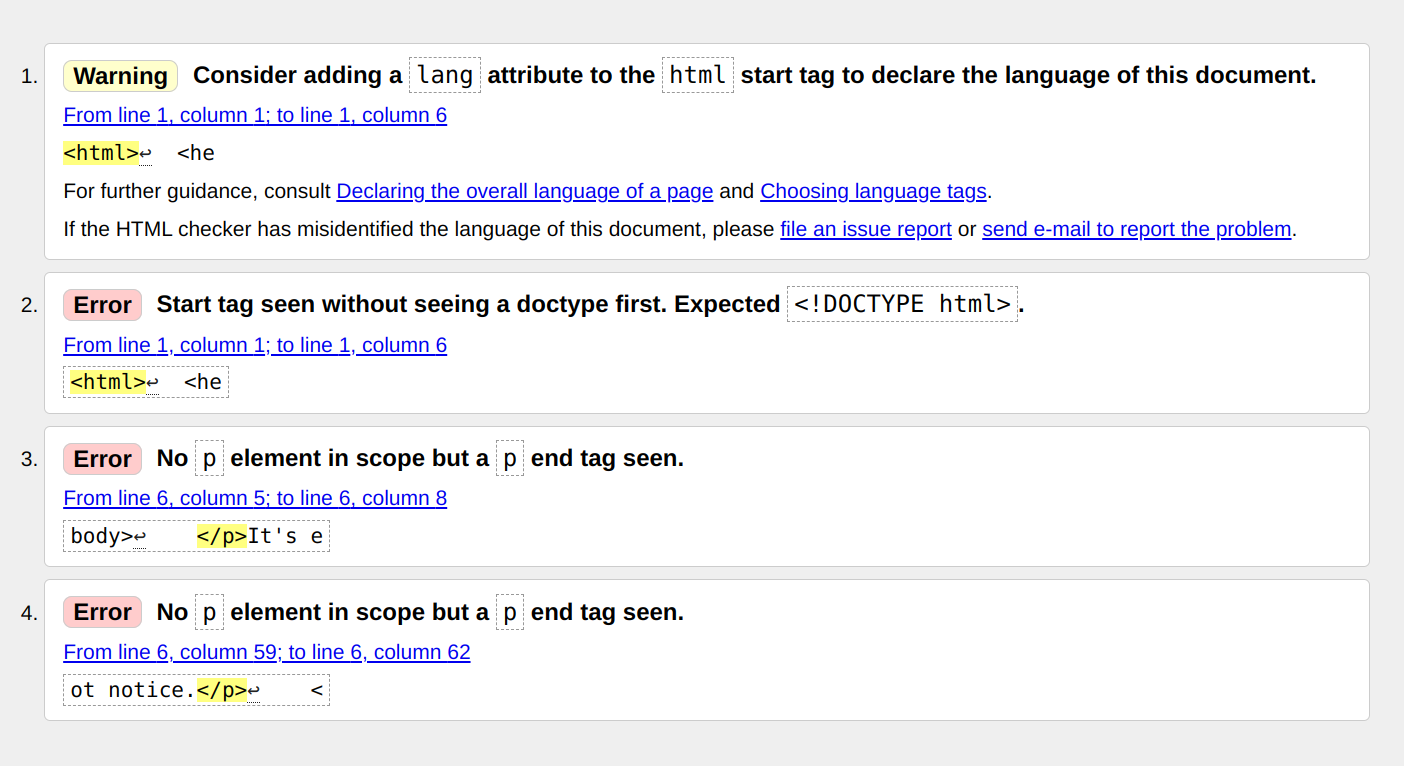 1. Warning Consider adding a lang attribute to the html start tag to declare the language of this document.
From line 1, column 1; to line 1, column 6
<html>↩  <he
For further guidance, consult Declaring the overall language of a page and Choosing language tags.
If the HTML checker has misidentified the language of this document, please file an issue report or send e-mail to report the problem.
2. Error Start tag seen without seeing a doctype first. Expected <!DOCTYPE html>.
From line 1, column 1; to line 1, column 6
<html>↩  <he
3. Error No p element in scope but a p end tag seen.
From line 6, column 5; to line 6, column 8
body>↩    </p>It's e
4. Error No p element in scope but a p end tag seen.
From line 6, column 59; to line 6, column 62
ot notice.</p>↩    <